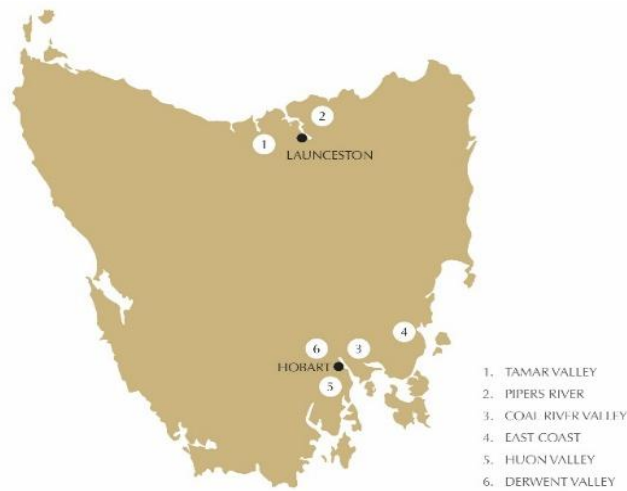 2
1
LAUNCESTON
4
6
3
HOBART
5
1. TAMAR VALLEY
2. PIPERS RIVER
3. COAL RIVER VALLEY
4. EAST COAST
5. HUON VALLEY
6. DERWENT VALLEY